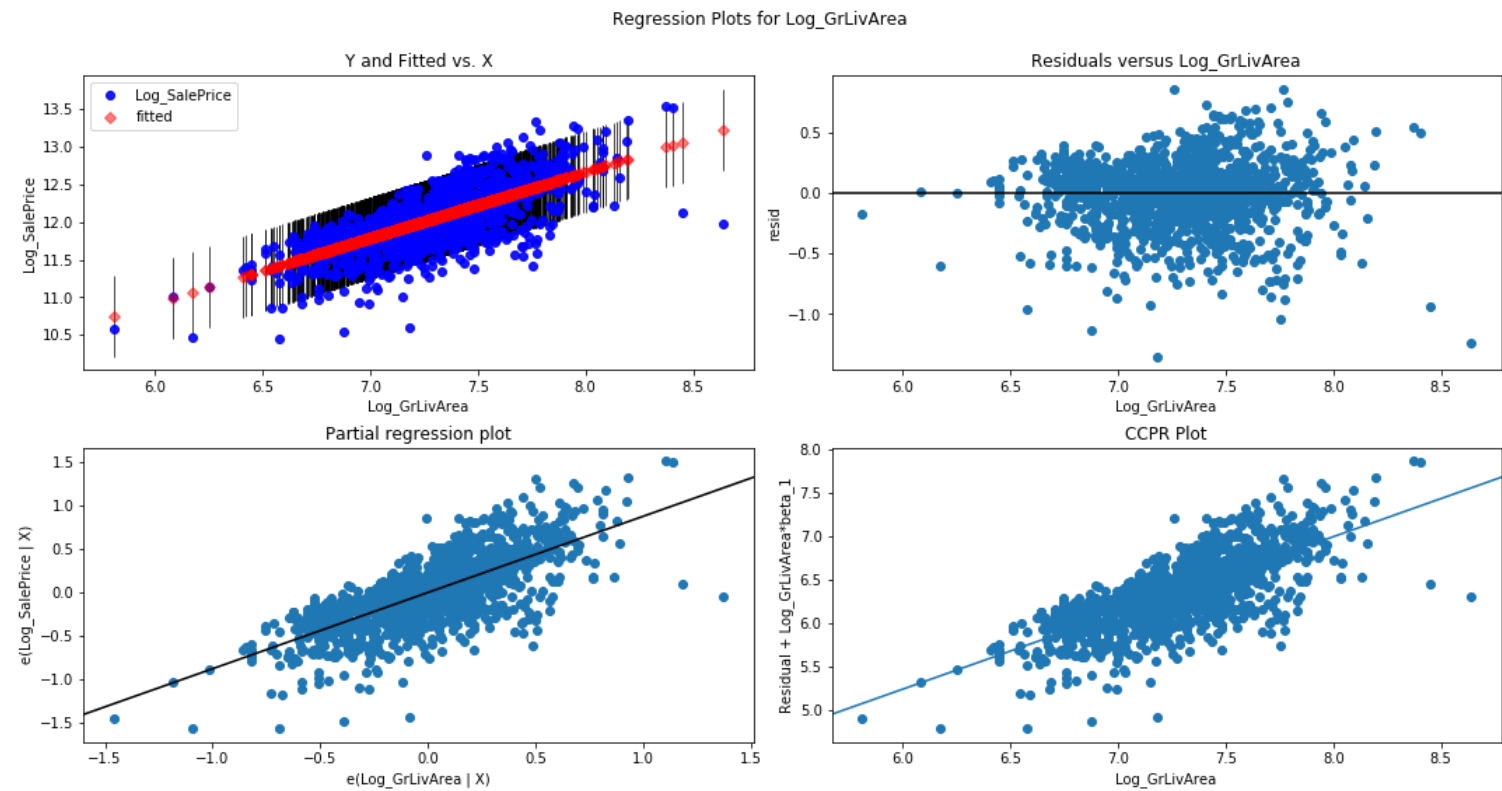 Regression Plots for Log_GrLivArea
Y and Fitted vs. X
Log_SalePrice
fitted
13.5
13.0
12.5
12.0
11.5
11.0
10.5
Log_SalePrice
6.0 6.5 7.0 7.5 8.0 8.5
Log_GrLivArea
Residuals versus Log_GrLivArea
0.5
0.0
−0.5
−1.0
resid
6.0 6.5 7.0 7.5 8.0 8.5
Log_GrLivArea
Partial regression plot
1.5
1.0
0.5
0.0
−0.5
−1.0
−1.5
e(Log_SalePrice | X)
−1.5 −1.0 −0.5 0.0 0.5 1.0 1.5
e(Log_GrLivArea | X)
CCPR Plot
8.0
7.5
7.0
6.5
6.0
5.5
5.0
Residual + Log_GrLivArea*beta_1
6.0 6.5 7.0 7.5 8.0 8.5
Log_GrLivArea